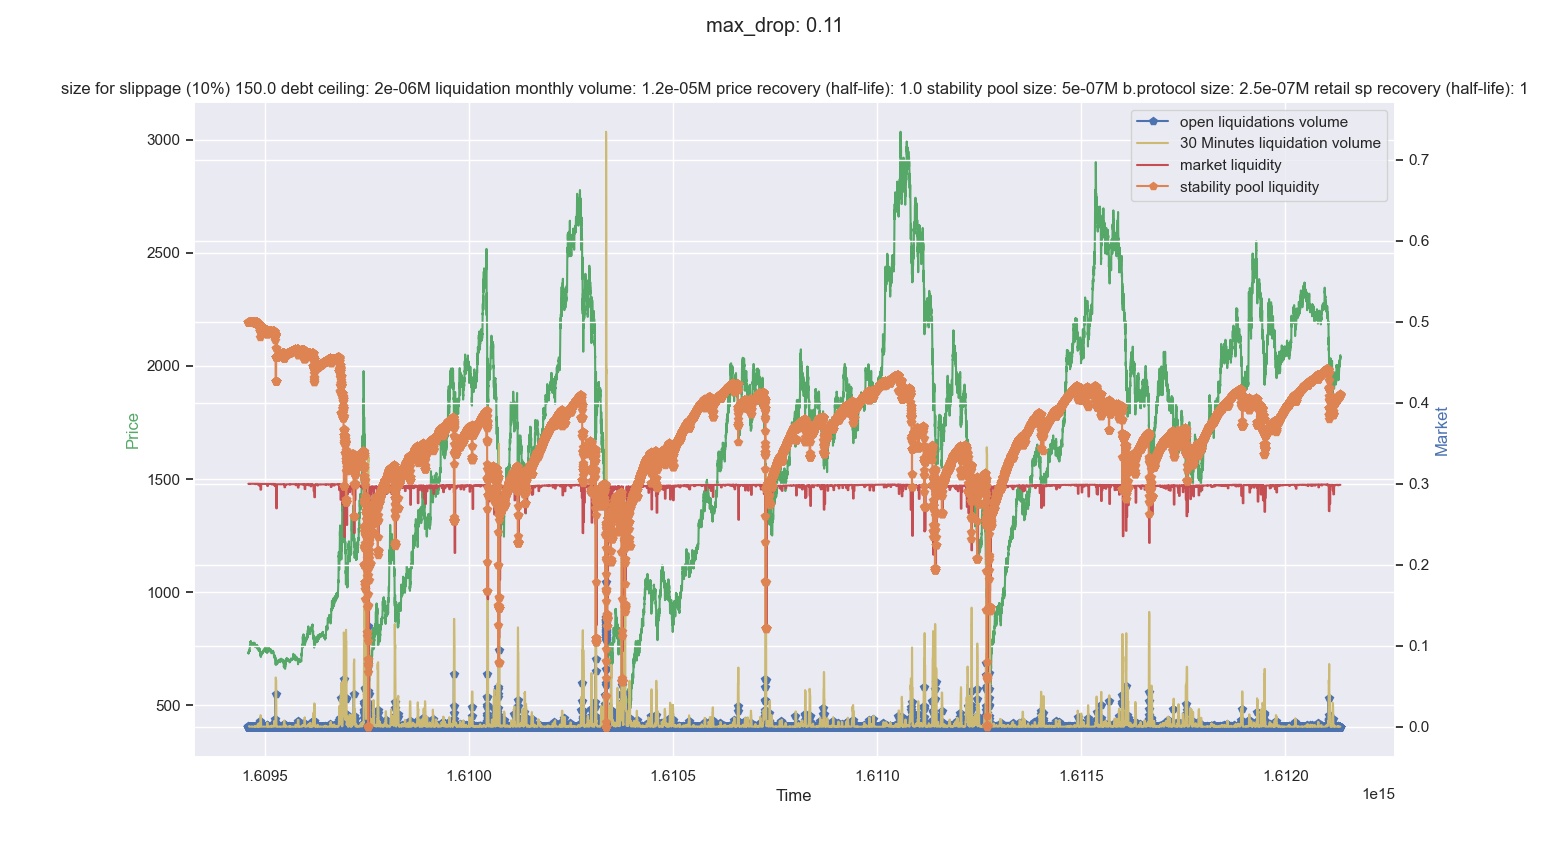 max_drop: 0.11
size for slippage (10%) 150.0 debt ceiling: 2e-06M liquidation monthly volume: 1.2e-05M price recovery (half-life): 1.0 stability pool size: 5e-07M b.protocol size: 2.5e-07M retail sp recovery (half-life): 1
open liquidations volume
30 Minutes liquidation volume
market liquidity
stability pool liquidity
3000
2500
2000
1500
1000
500
Price
0.7
0.6
0.5
0.4
0.3
0.2
0.1
0.0
Market
1.6095
1.6100
1.6105
1.6110
1.6115
1.6120
Time
1e15